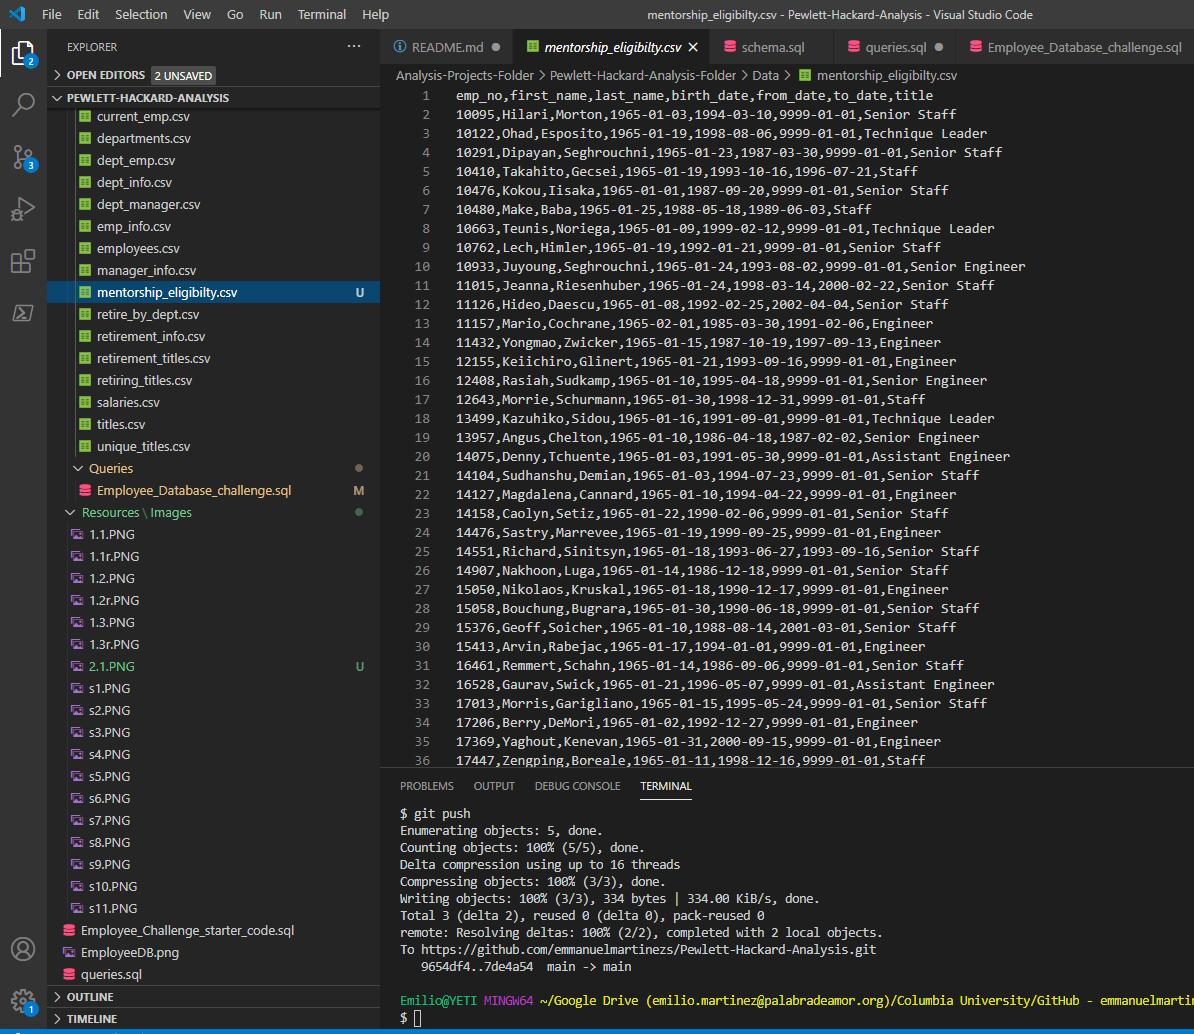 File Edit Selection View Go Run Terminal Help mentorship_eligibilty.csv - Pewlett-Hackard-Analysis - Visual Studio Code
EXPLORER ...
OPEN EDITORS 2 UNSAVED
PEWLETT-HACKARD-ANALYSIS
current_emp.csv
departments.csv
dept_emp.csv
dept_info.csv
dept_manager.csv
emp_info.csv
employees.csv
manager_info.csv
mentorship_eligibilty.csv U
retire_by_dept.csv
retirement_info.csv
retirement_titles.csv
retiring_titles.csv
salaries.csv
titles.csv
unique_titles.csv
Queries
Employee_Database_challenge.sql M
Resources \ Images
1.1.PNG
1.1r.PNG
1.2.PNG
1.2r.PNG
1.3.PNG
1.3r.PNG
2.1.PNG U
s1.PNG
s2.PNG
s3.PNG
s4.PNG
s5.PNG
s6.PNG
s7.PNG
s8.PNG
s9.PNG
s10.PNG
s11.PNG
Employee_Challenge_starter_code.sql
EmployeeDB.png
queries.sql
OUTLINE
TIMELINE
2
3
1
README.md mentorship_eligibilty.csv schema.sql queries.sql Employee_Database_challenge.sql
Analysis-Projects-Folder > Pewlett-Hackard-Analysis-Folder > Data > mentorship_eligibilty.csv
1 emp_no,first_name,last_name,birth_date,from_date,to_date,title
2 10095,Hilari,Morton,1965-01-03,1994-03-10,9999-01-01,Senior Staff
3 10122,Ohad,Esposito,1965-01-19,1998-08-06,9999-01-01,Technique Leader
4 10291,Dipayan,Seghrouchni,1965-01-23,1987-03-30,9999-01-01,Senior Staff
5 10410,Takahito,Gecsei,1965-01-19,1993-10-16,1996-07-21,Staff
6 10476,Kokou,Iisaka,1965-01-01,1987-09-20,9999-01-01,Senior Staff
7 10480,Make,Baba,1965-01-25,1988-05-18,1989-06-03,Staff
8 10663,Teunis,Noriega,1965-01-09,1999-02-12,9999-01-01,Technique Leader
9 10762,Lech,Himler,1965-01-19,1992-01-21,9999-01-01,Senior Staff
10 10933,Juyoung,Seghrouchni,1965-01-24,1993-08-02,9999-01-01,Senior Engineer
11 11015,Jeanna,Riesenhuber,1965-01-24,1998-03-14,2000-02-22,Senior Staff
12 11126,Hideo,Daescu,1965-01-08,1992-02-25,2002-04-04,Senior Staff
13 11157,Mario,Cochrane,1965-02-01,1985-03-30,1991-02-06,Engineer
14 11432,Yongmao,Zwicker,1965-01-15,1987-10-19,1997-09-13,Engineer
15 12155,Keiichiro,Glinert,1965-01-21,1993-09-16,9999-01-01,Engineer
16 12408,Rasiah,Sudkamp,1965-01-10,1995-04-18,9999-01-01,Senior Engineer
17 12643,Morrie,Schurmann,1965-01-30,1998-12-31,9999-01-01,Staff
18 13499,Kazuhiko,Sidou,1965-01-16,1991-09-01,9999-01-01,Technique Leader
19 13957,Angus,Chelton,1965-01-10,1986-04-18,1987-02-02,Senior Engineer
20 14075,Denny,Tchuente,1965-01-03,1991-05-30,9999-01-01,Assistant Engineer
21 14104,Sudhanshu,Demian,1965-01-03,1994-07-23,9999-01-01,Senior Staff
22 14127,Magdalena,Cannard,1965-01-10,1994-04-22,9999-01-01,Engineer
23 14158,Caolyn,Setiz,1965-01-22,1990-02-06,9999-01-01,Senior Staff
24 14476,Sastry,Marrevee,1965-01-19,1999-09-25,9999-01-01,Engineer
25 14551,Richard,Sinitsyn,1965-01-18,1993-06-27,1993-09-16,Senior Staff
26 14907,Nakhoon,Luga,1965-01-14,1986-12-18,9999-01-01,Senior Staff
27 15050,Nikolaos,Kruskal,1965-01-18,1990-12-17,9999-01-01,Engineer
28 15058,Bouchung,Bugrara,1965-01-30,1990-06-18,9999-01-01,Senior Staff
29 15376,Geoff,Soicher,1965-01-10,1988-08-14,2001-03-01,Senior Staff
30 15413,Arvin,Rabejac,1965-01-17,1994-01-01,9999-01-01,Engineer
31 16461,Remmert,Schahn,1965-01-14,1986-09-06,9999-01-01,Senior Staff
32 16528,Gaurav,Swick,1965-01-21,1996-05-07,9999-01-01,Assistant Engineer
33 17013,Morris,Garigliano,1965-01-15,1995-05-24,9999-01-01,Senior Staff
34 17206,Berry,DeMori,1965-01-02,1992-12-27,9999-01-01,Engineer
35 17369,Yaghout,Kenevan,1965-01-31,2000-09-15,9999-01-01,Engineer
36 17447,Zengping,Boreale,1965-01-11,1998-12-16,9999-01-01,Staff
PROBLEMS OUTPUT DEBUG CONSOLE TERMINAL
$ git push
Enumerating objects: 5, done.
Counting objects: 100% (5/5), done.
Delta compression using up to 16 threads
Compressing objects: 100% (3/3), done.
Writing objects: 100% (3/3), 334 bytes | 334.00 KiB/s, done.
Total 3 (delta 2), reused 0 (delta 0), pack-reused 0
remote: Resolving deltas: 100% (2/2), completed with 2 local objects.
To https://github.com/emmanuelmartinezs/Pewlett-Hackard-Analysis.git
9654df4..7de4a54 main -> main
Emilio@YETI MINGW64 ~/Google Drive (emilio.martinez@palabradeamor.org)/Columbia University/GitHub - emmanuelmartin
$